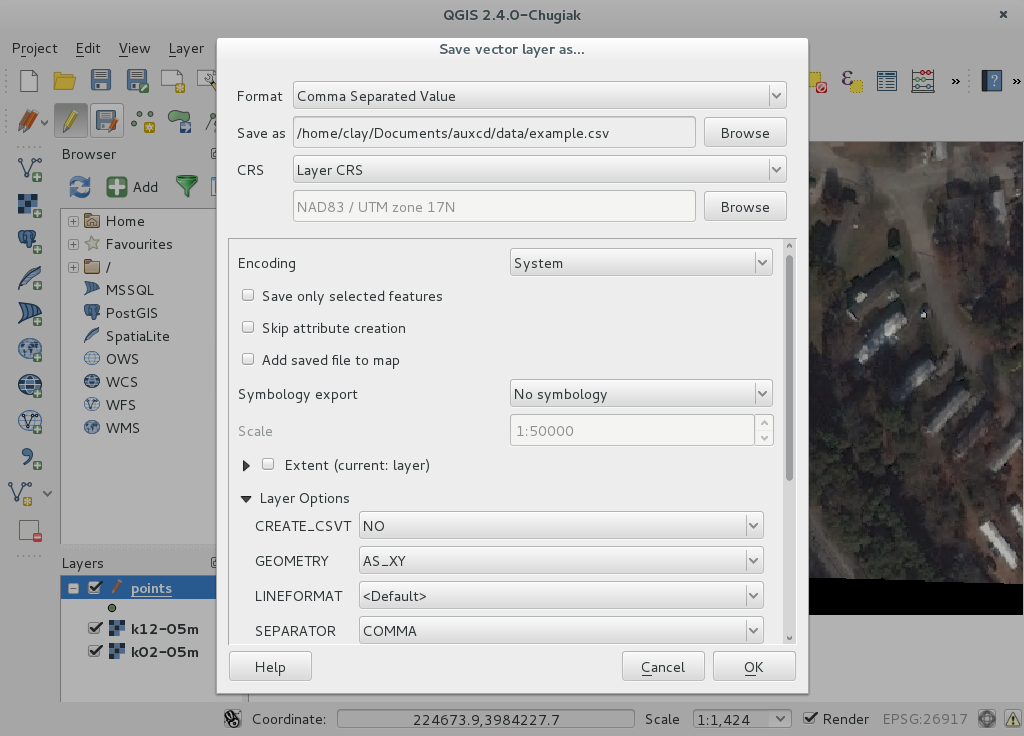 QGIS 2.4.0-Chugiak
Project Edit View Layer
Save vector layer as...
Format Comma Separated Value
Save as /home/clay/Documents/auxcd/data/example.csv Browse
CRS Layer CRS
NAD83 / UTM zone 17N Browse
Encoding System
Save only selected features
Skip attribute creation
Add saved file to map
Symbology export No symbology
Scale 1:50000
Extent (current: layer)
Layer Options
CREATE_CSVT NO
GEOMETRY AS_XY
LINEFORMAT <Default>
SEPARATOR COMMA
Help Cancel OK
Browser
Add
Home
Favourites
/
MSSQL
PostGIS
SpatiaLite
OWS
WCS
WFS
WMS
Layers
points
k12-05m
k02-05m
Coordinate: 224673.9,3984227.7 Scale 1:1,424 Render EPSG:26917